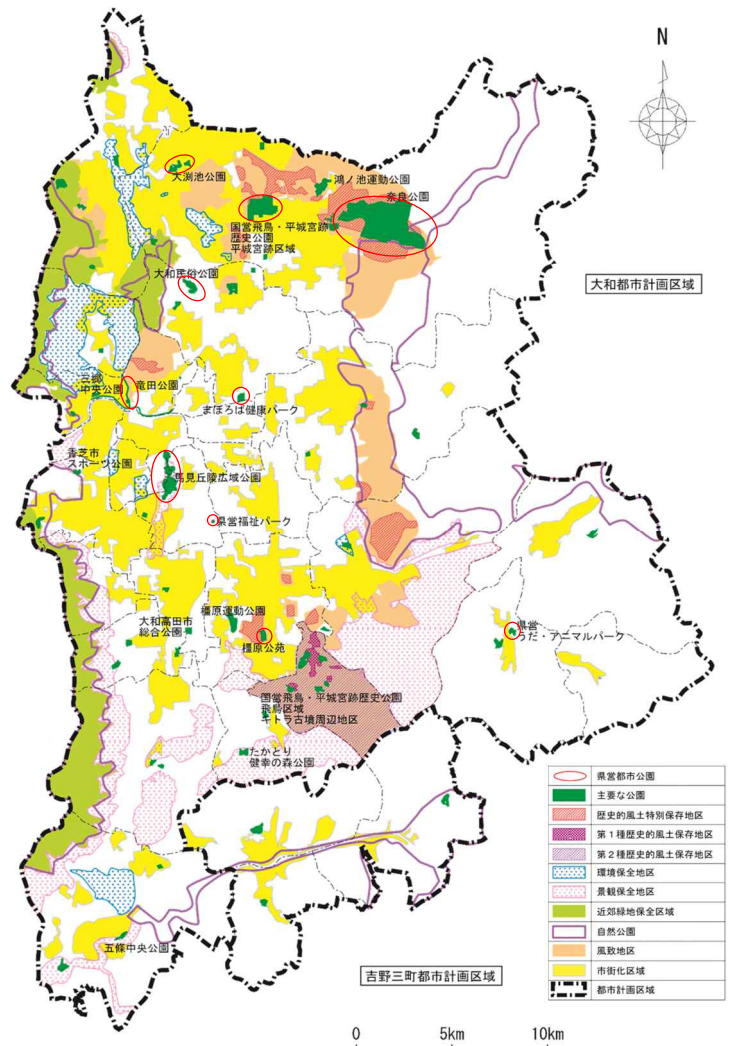 N
大渕池公園
鴻ノ池運動公園
奈良公園
国営飛鳥・平城宮跡
歴史公園
平城宮跡区域
大和民俗公園
大和都市計画区域
三郷
中央公園
竜田公園
まほろば健康パーク
香芝市
スポーツ公園
馬見丘陵広域公園
県営福祉パーク
橿原運動公園
大和高田市
総合公園
橿原公苑
県営
うだ・アニマルパーク
国営飛鳥・平城宮跡歴史公園
飛鳥区域
キトラ古墳周辺地区
たかとり
健幸の森公園
五條中央公園
吉野三町都市計画区域
県営都市公園
主要な公園
歴史的風土特別保存地区
第1種歴史的風土保存地区
第2種歴史的風土保存地区
環境保全地区
景観保全地区
近郊緑地保全区域
自然公園
風致地区
市街化区域
都市計画区域
0 5km 10km